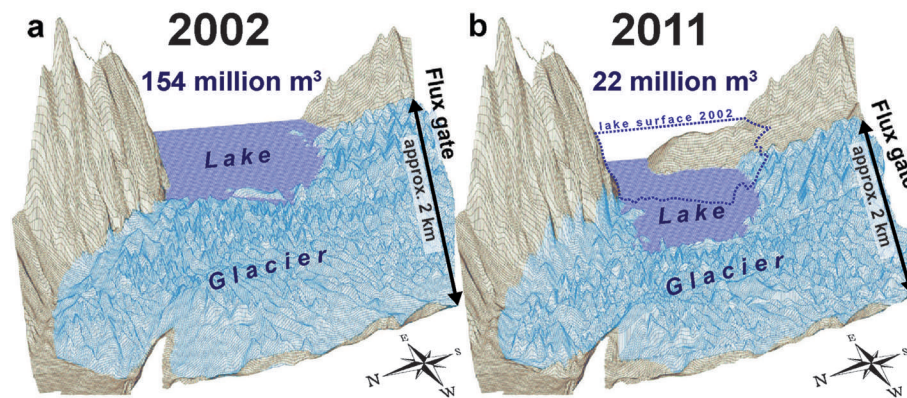 a
2002
154 million m³
Lake
Glacier
Flux gate
approx. 2 km
E
S
N
W
b
2011
22 million m³
lake surface 2002
Lake
Glacier
Flux gate
approx. 2 km
E
S
N
W